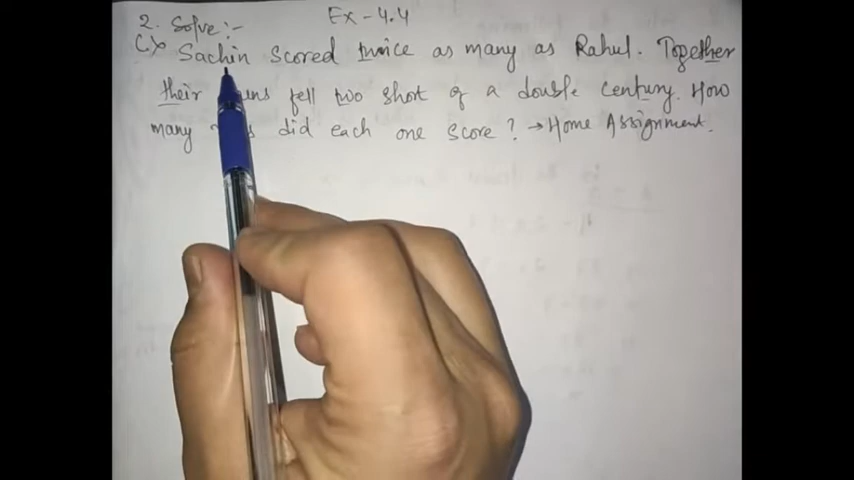 Ex - 4.4
2. Solve :-
C> Sachin scored twice as many as Rahul. Together
their fell two short of a double century. How
many did each one score ? → Home Assignment.